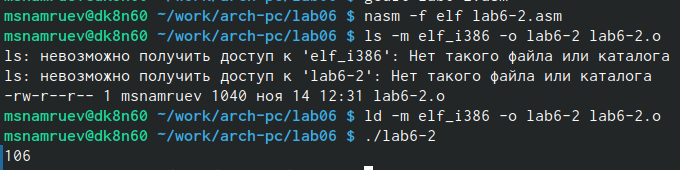 msnamruev@dk8n60 ~/work/arch-pc/lab06 $ nasm -f elf lab6-2.asm
msnamruev@dk8n60 ~/work/arch-pc/lab06 $ ls -m elf_i386 -o lab6-2 lab6-2.o
ls: невозможно получить доступ к 'elf_i386': Нет такого файла или каталога
ls: невозможно получить доступ к 'lab6-2': Нет такого файла или каталога
-rw-r--r-- 1 msnamruev 1040 ноя 14 12:31 lab6-2.o
msnamruev@dk8n60 ~/work/arch-pc/lab06 $ ld -m elf_i386 -o lab6-2 lab6-2.o
msnamruev@dk8n60 ~/work/arch-pc/lab06 $ ./lab6-2
106